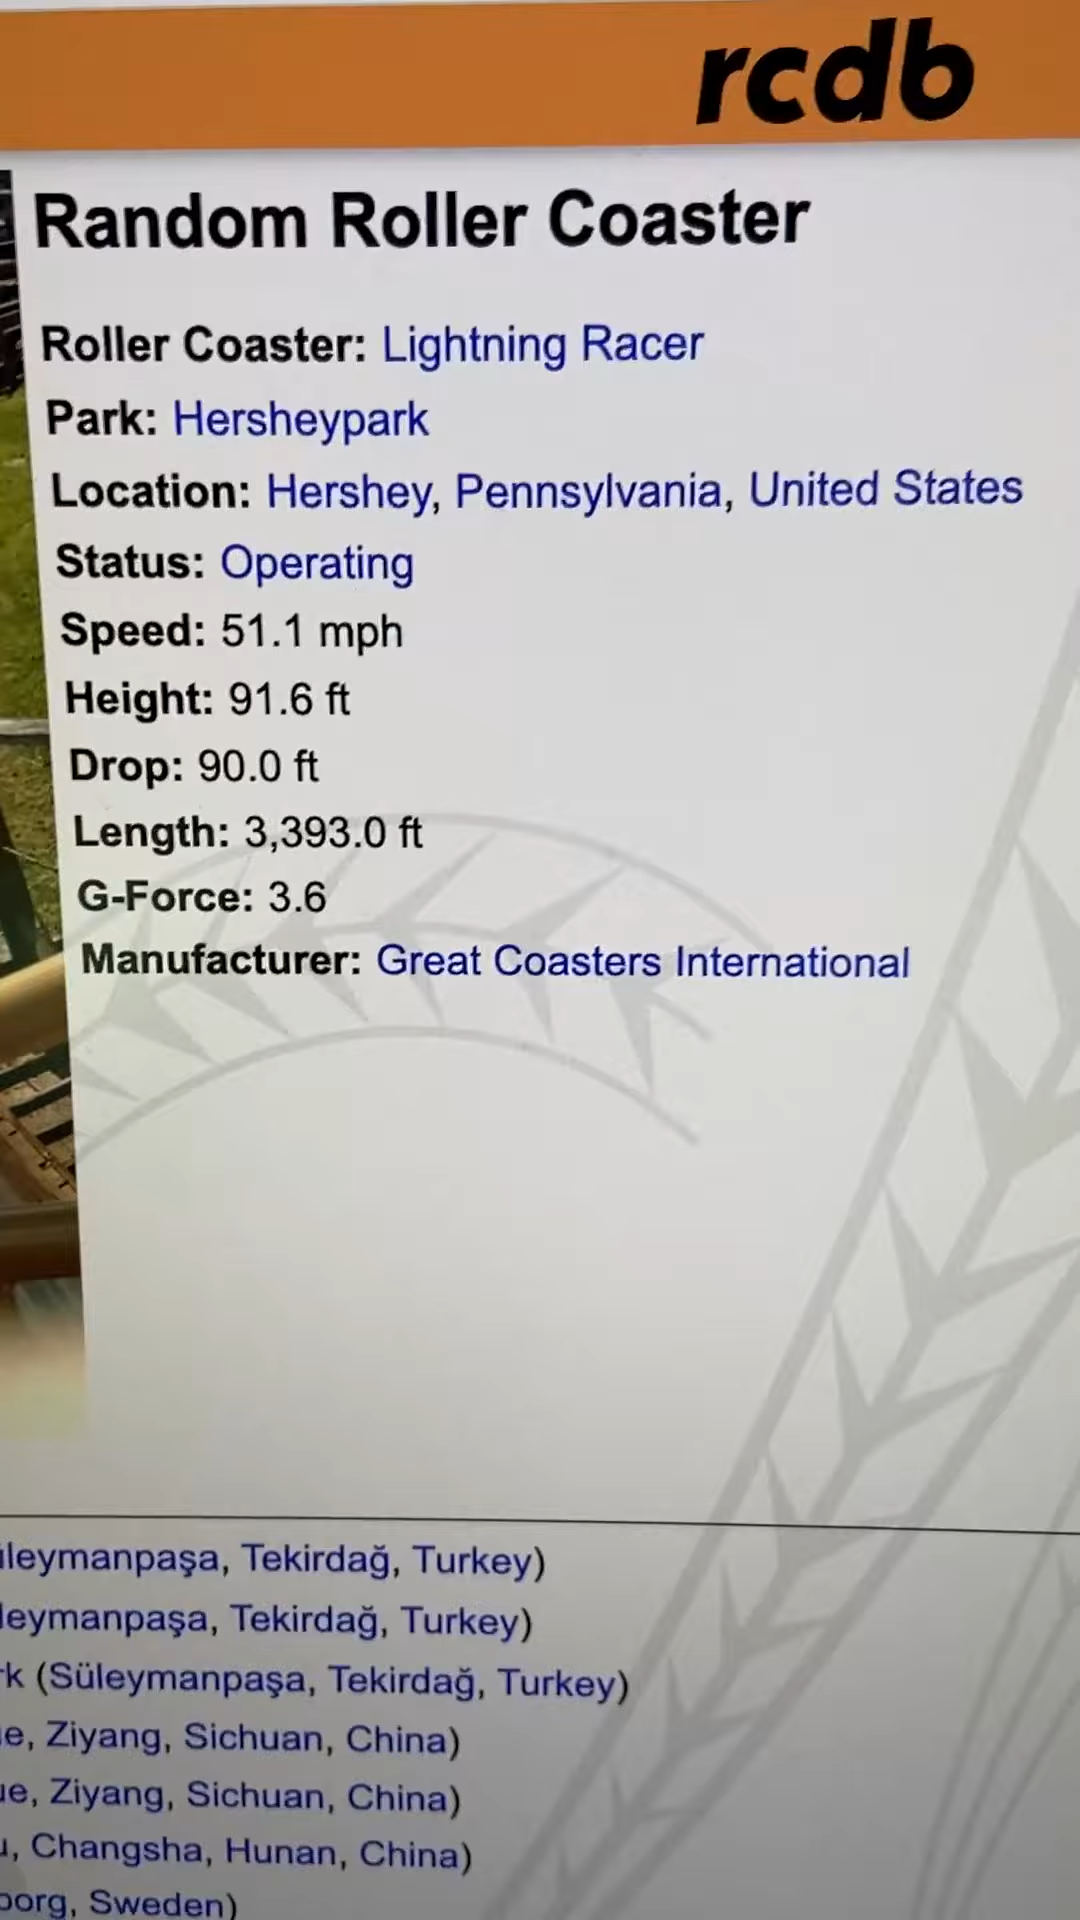 rcdb
Random Roller Coaster
Roller Coaster: Lightning Racer
Park: Hersheypark
Location: Hershey, Pennsylvania, United States
Status: Operating
Speed: 51.1 mph
Height: 91.6 ft
Drop: 90.0 ft
Length: 3,393.0 ft
G-Force: 3.6
Manufacturer: Great Coasters International
Tekirdağ, Turkey)
Tekirdağ, Turkey)
(Süleymanpaşa, Tekirdağ, Turkey)
Ziyang, Sichuan, China)
Ziyang, Sichuan, China)
Changsha, Hunan, China)
Sweden)